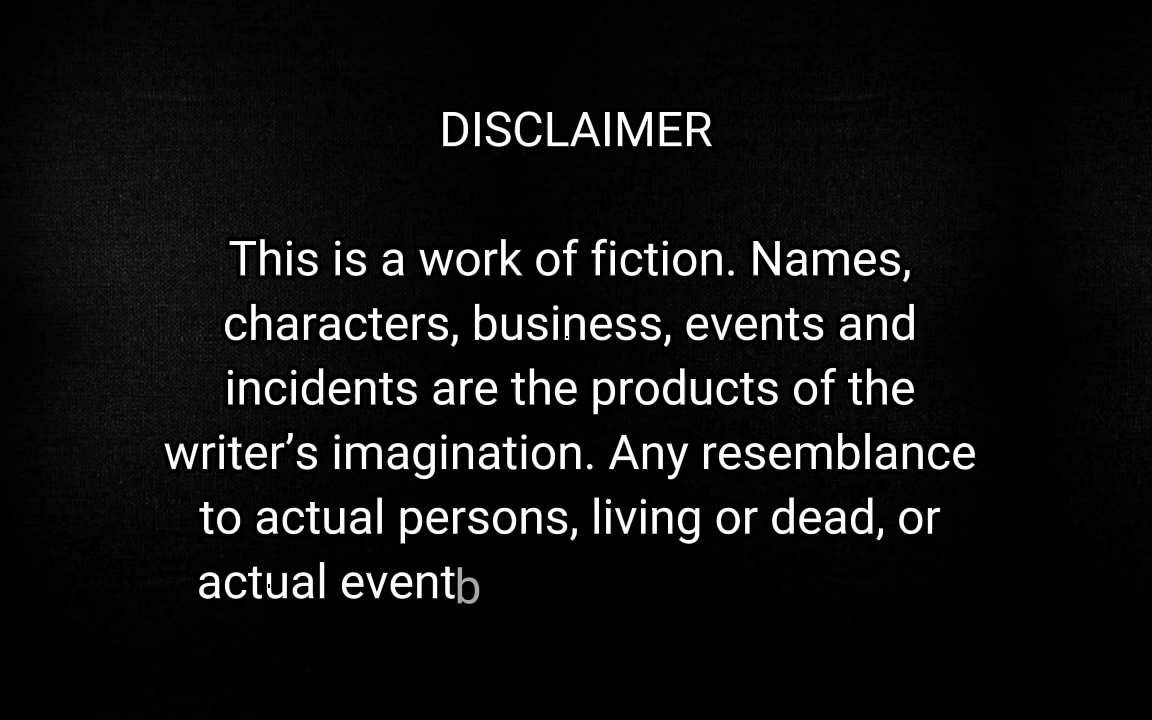 DISCLAIMER
This is a work of fiction. Names,
characters, business, events and
incidents are the products of the
writer’s imagination. Any resemblance
to actual persons, living or dead, or
actual eventb